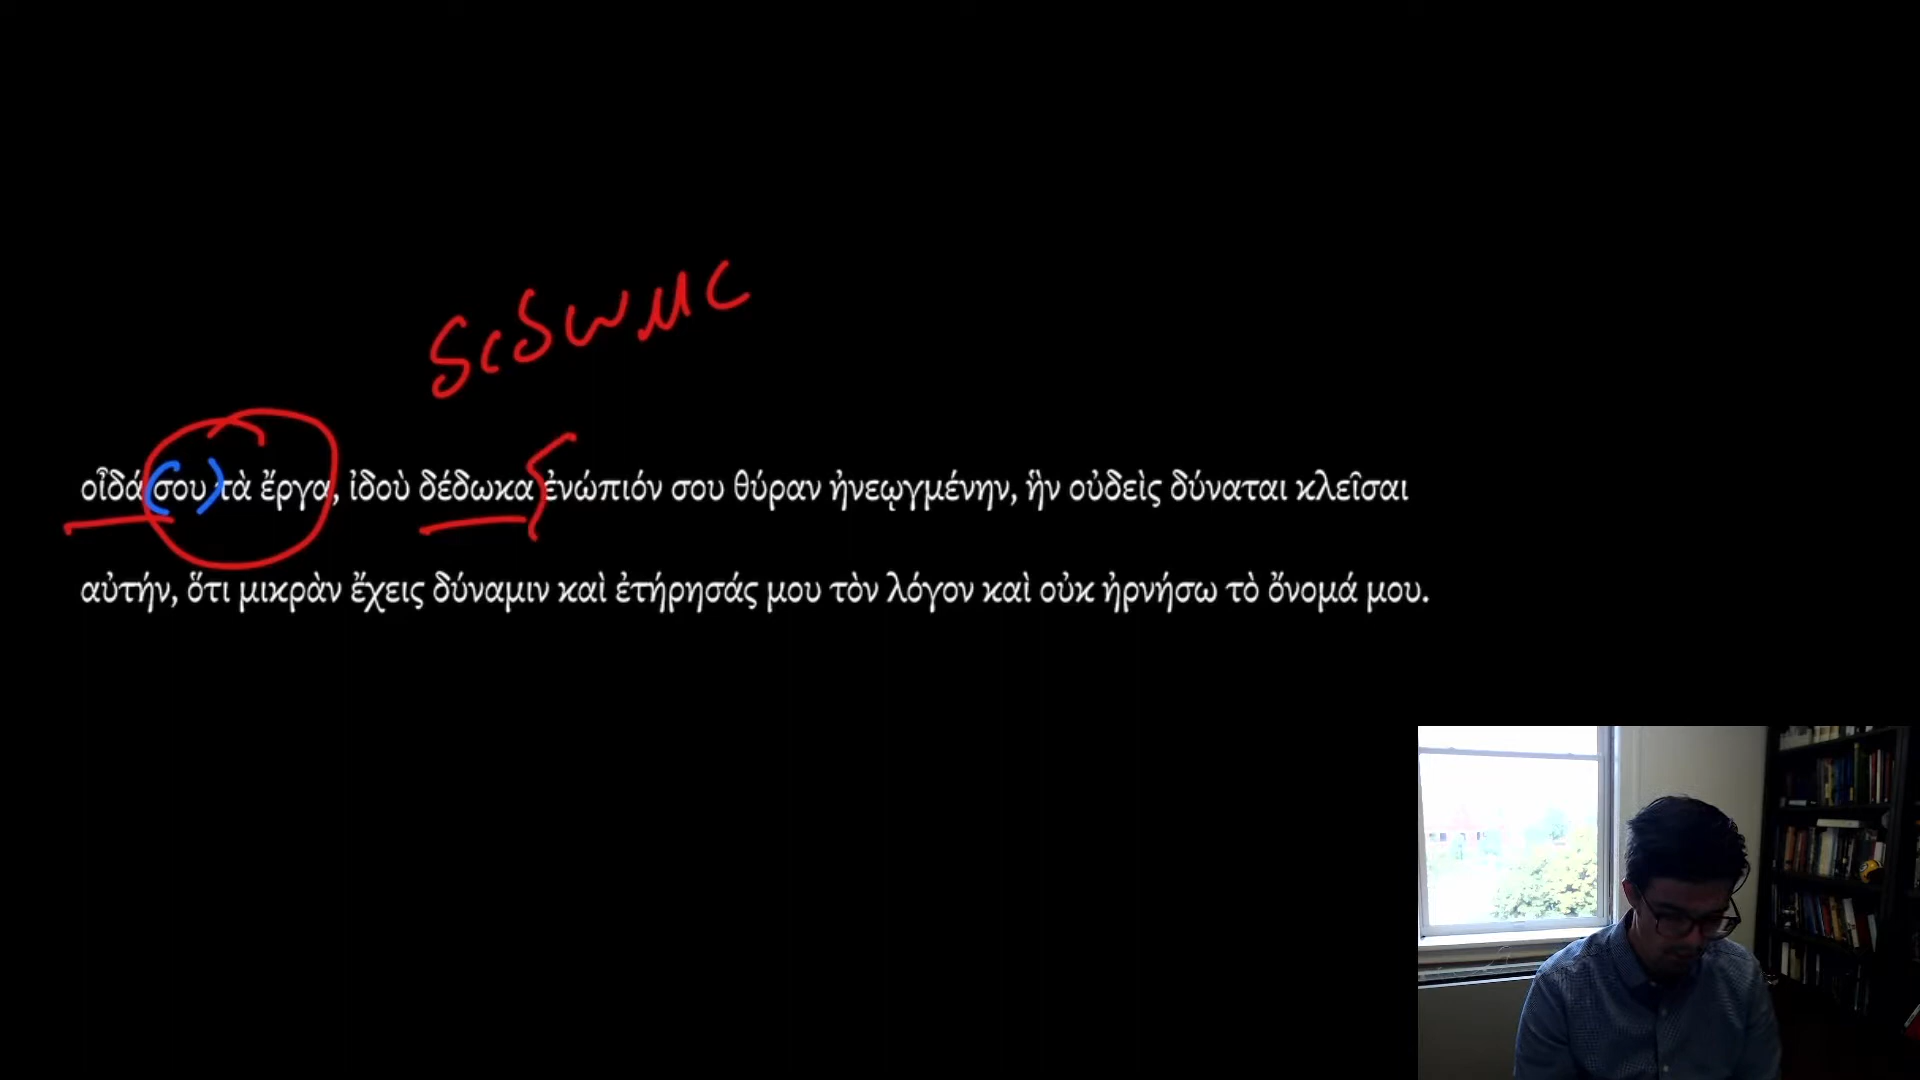 διδωμι
οἶδά σου τὰ ἔργα, ἰδοὺ δέδωκα ἐνώπιόν σου θύραν ἠνεῳγμένην, ἣν οὐδεὶς δύναται κλεῖσαι
αὐτήν, ὅτι μικρὰν ἔχεις δύναμιν καὶ ἐτήρησάς μου τὸν λόγον καὶ οὐκ ἠρνήσω τὸ ὄνομά μου.